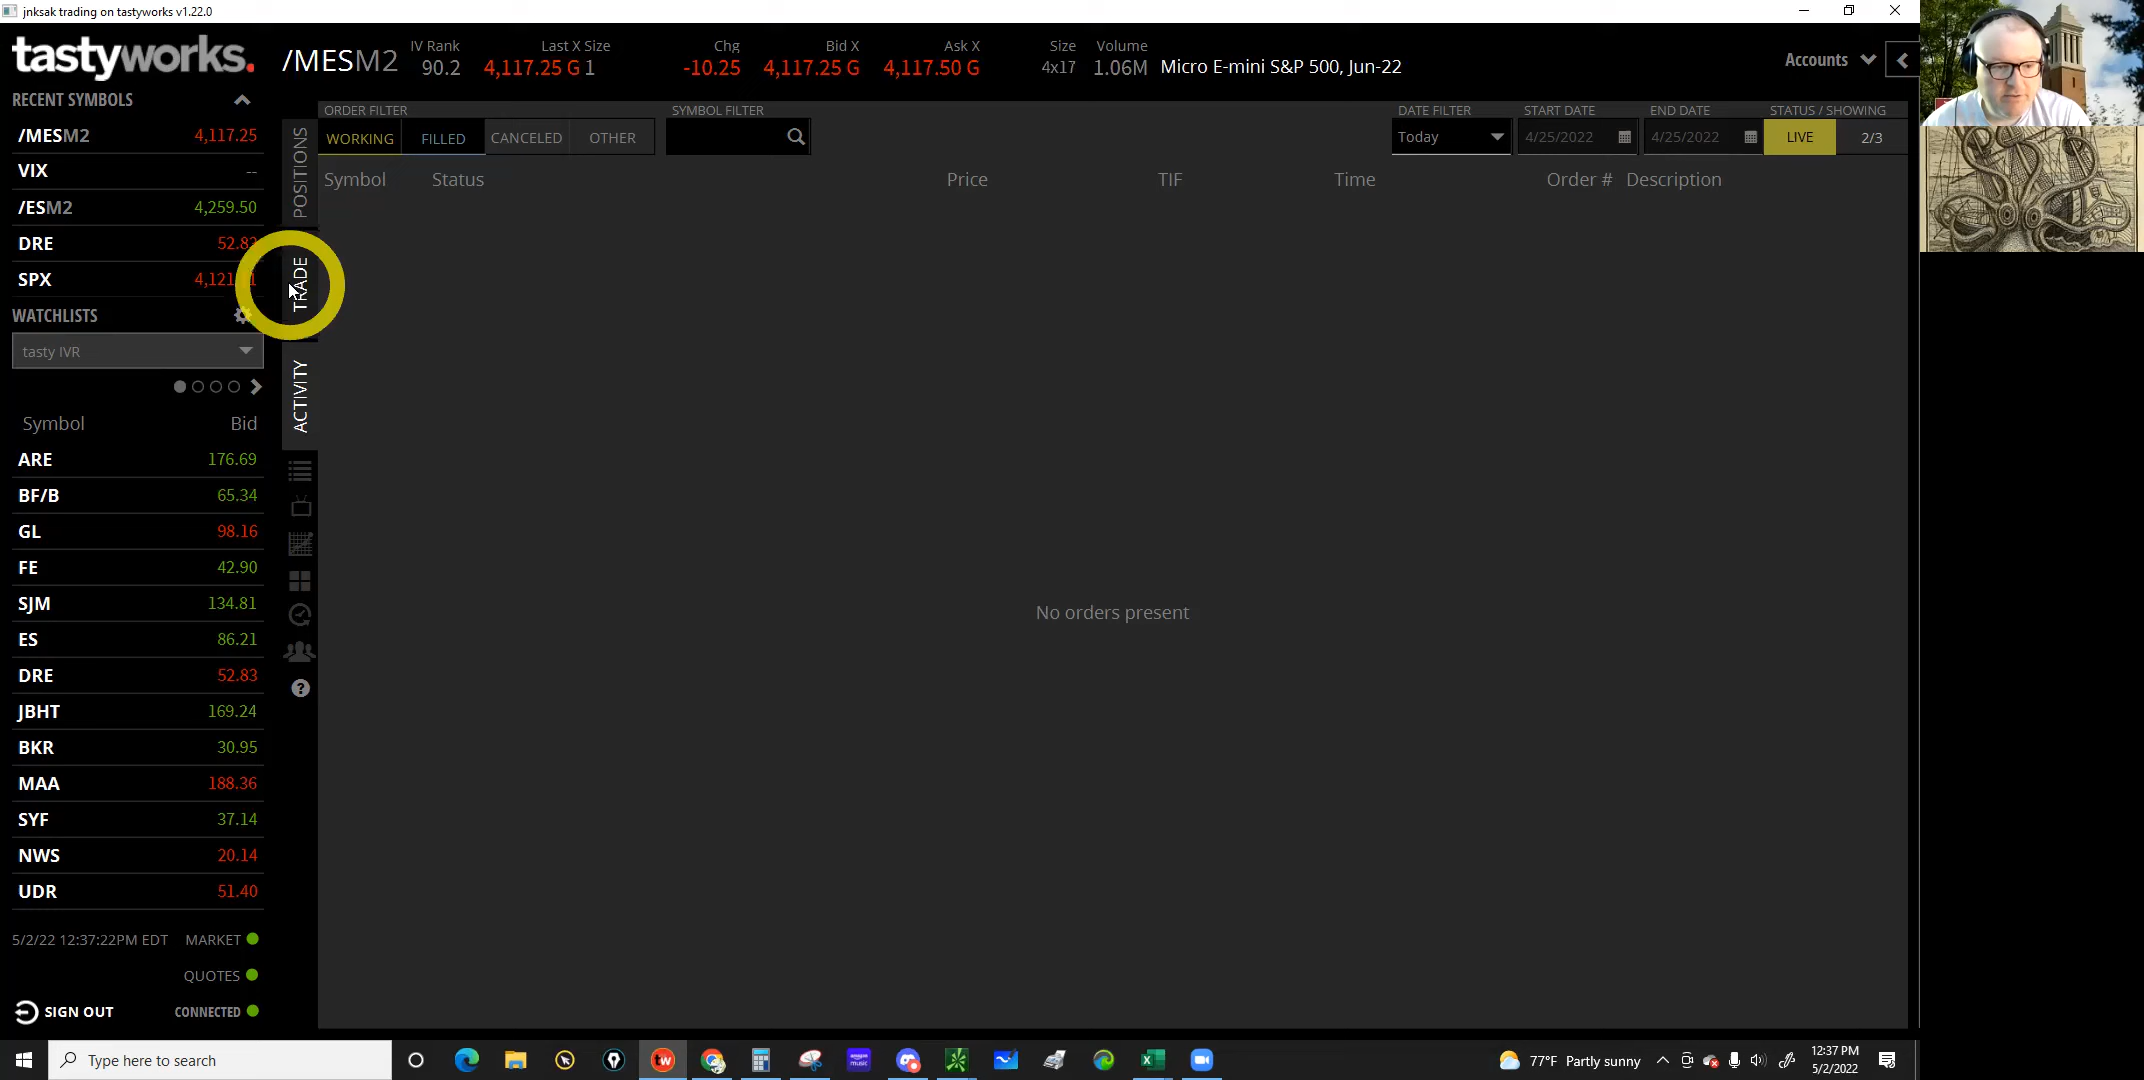 jnksak trading on tastyworks v1.22.0
tastyworks.
/MESM2
IV Rank
90.2
Last X Size
4,117.25 G 1
Chg
-10.25
Bid X
4,117.25 G
Ask X
4,117.50 G
Size
4x17
Volume
1.06M
Micro E-mini S&P 500, Jun-22
Accounts
RECENT SYMBOLS
/MESM2 4,117.25
VIX --
/ESM2 4,259.50
DRE 52.83
SPX 4,121.
WATCHLISTS
tasty IVR
Symbol Bid
ARE 176.69
BF/B 65.34
GL 98.16
FE 42.90
SJM 134.81
ES 86.21
DRE 52.83
JBHT 169.24
BKR 30.95
MAA 188.36
SYF 37.14
NWS 20.14
UDR 51.40
5/2/22 12:37:22PM EDT MARKET
QUOTES
SIGN OUT CONNECTED
POSITIONS
TRADE
ACTIVITY
?
ORDER FILTER
WORKING FILLED CANCELED OTHER
SYMBOL FILTER
DATE FILTER
Today
START DATE
4/25/2022
END DATE
4/25/2022
STATUS / SHOWING
LIVE 2/3
Symbol Status Price TIF Time Order # Description
No orders present
Type here to search
tw
amazon music
77°F Partly sunny
12:37 PM
5/2/2022